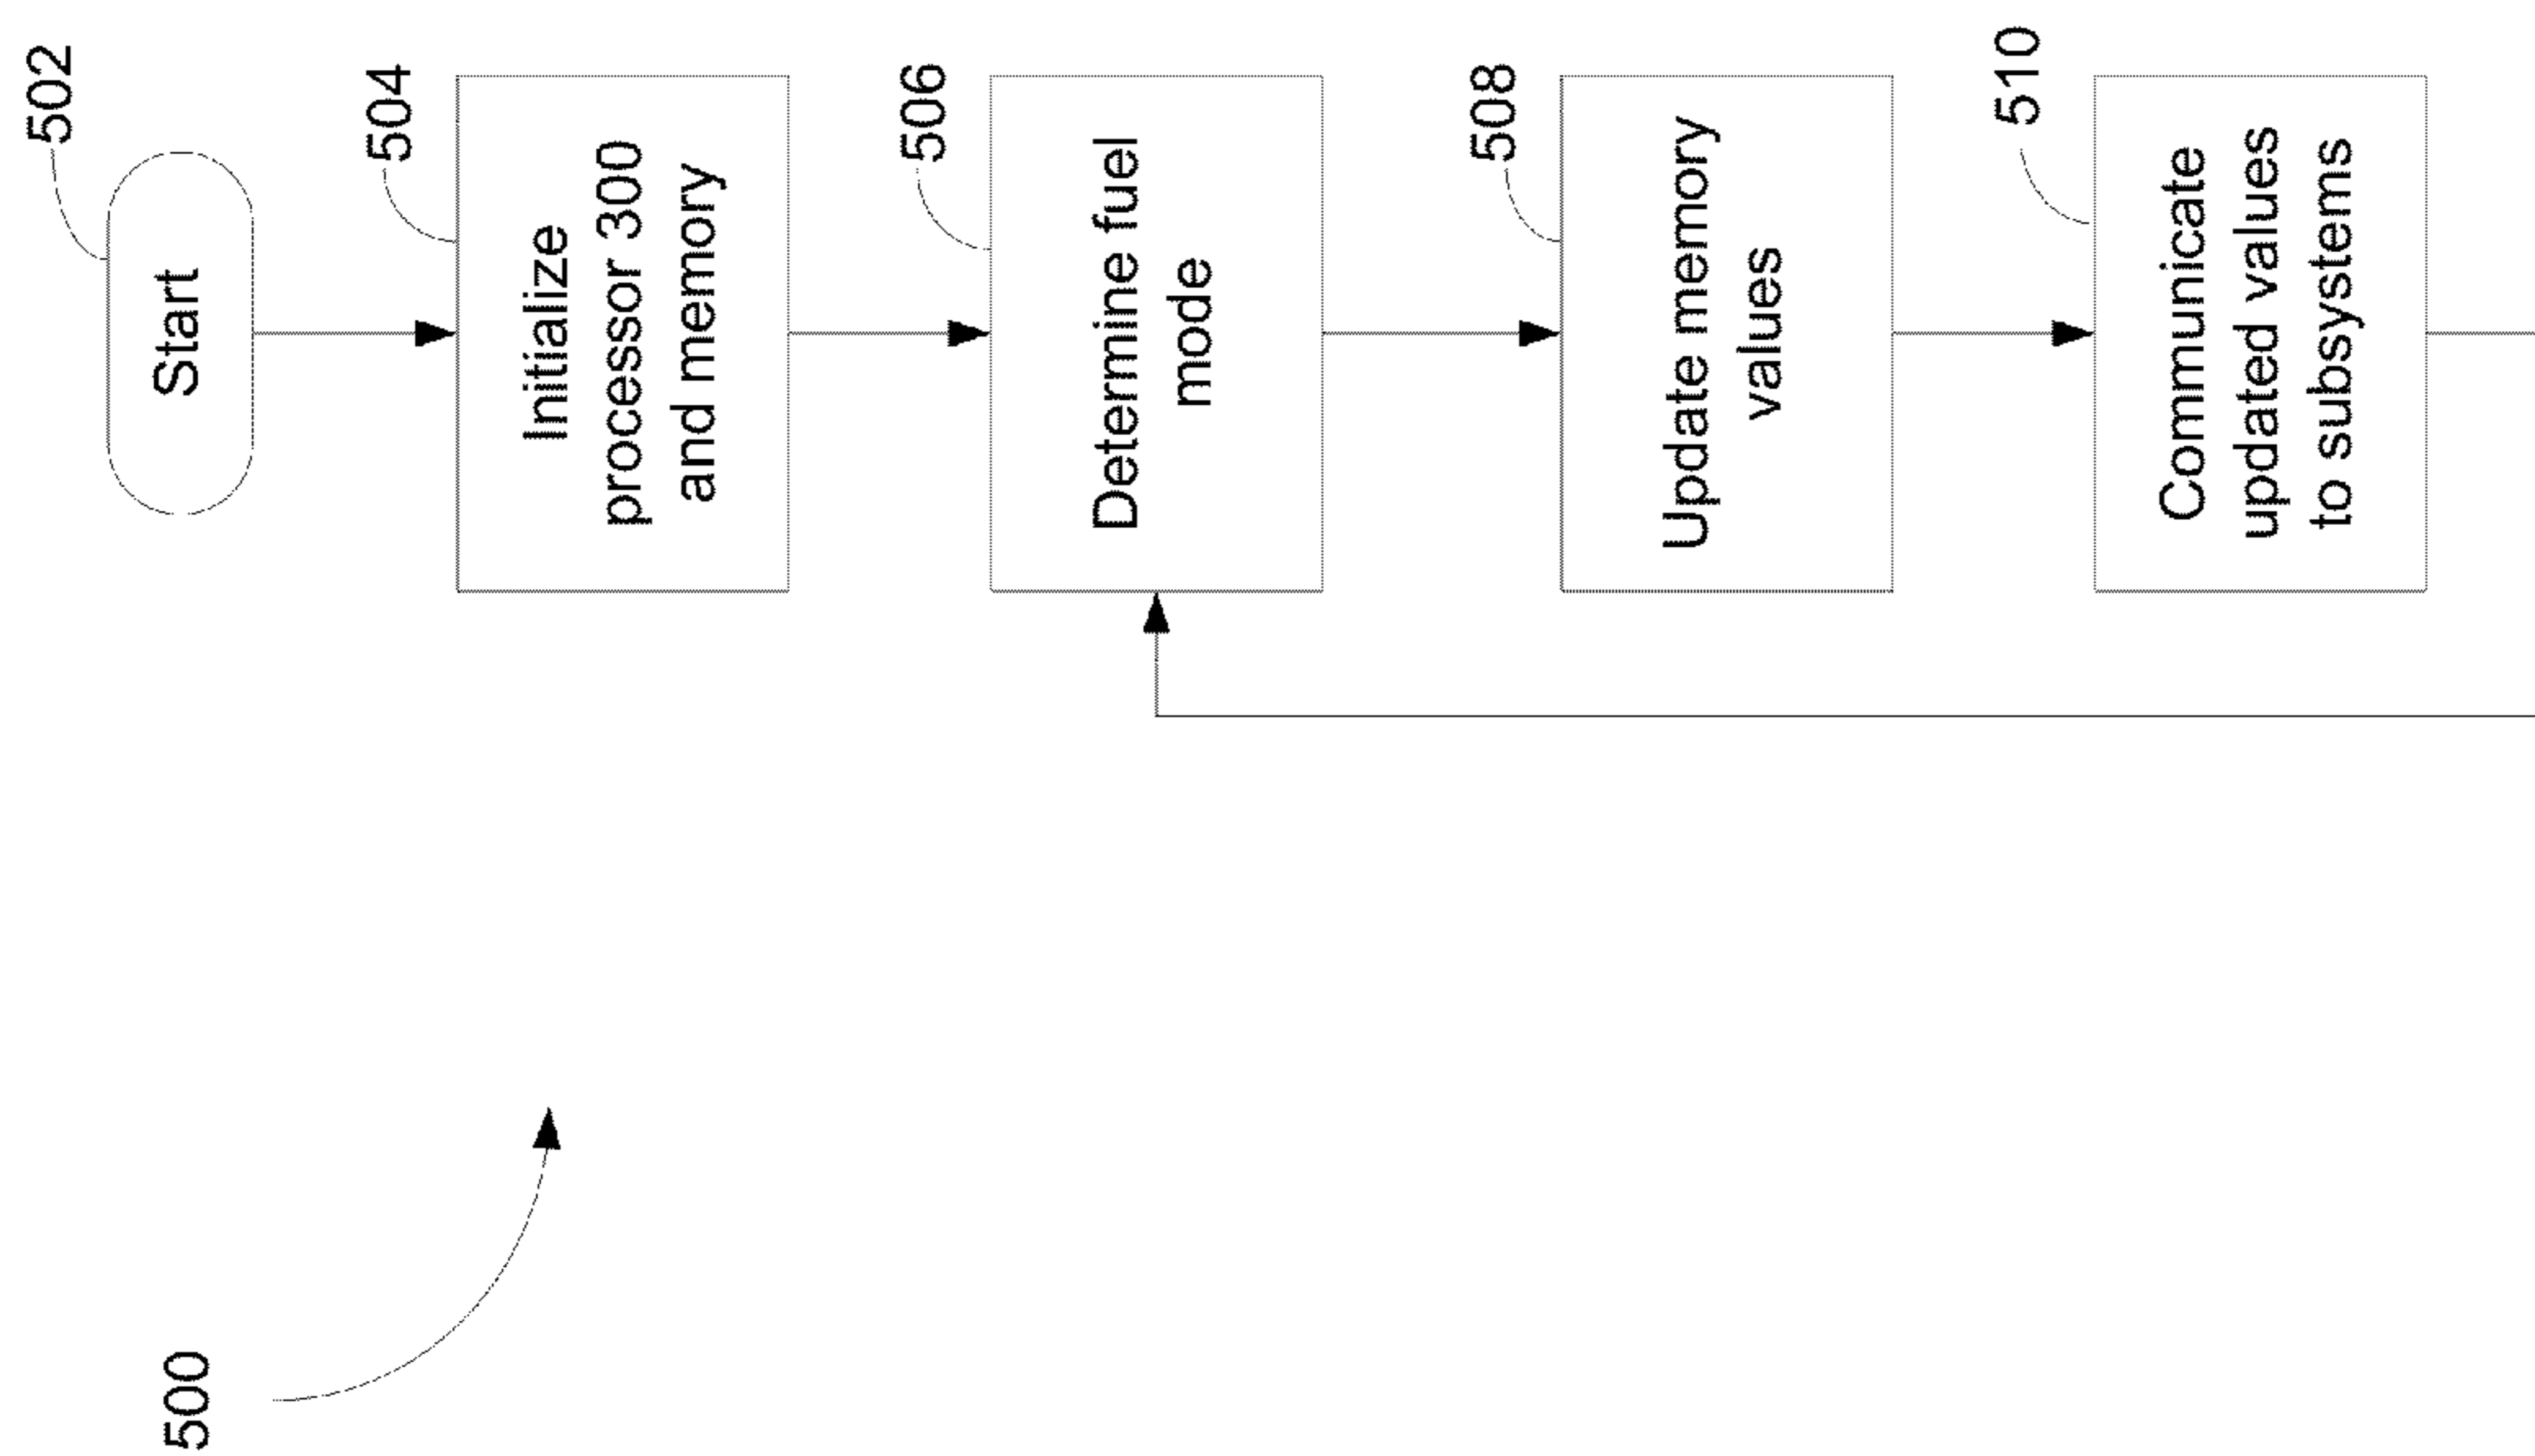 500
Start
502
Initialize
processor 300
and memory
504
Determine fuel
mode
506
Update memory
values
508
Communicate
updated values
to subsystems
510